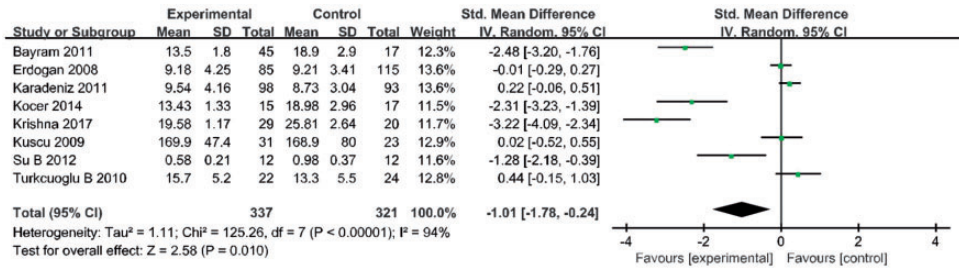 Experimental Control Std. Mean Difference Std. Mean Difference
Study or Subgroup Mean SD Total Mean SD Total Weight IV, Random, 95% CI IV, Random, 95% CI
Bayram 2011 13.5 1.8 45 18.9 2.9 17 12.3% -2.48 [-3.20, -1.76]
Erdogan 2008 9.18 4.25 85 9.21 3.41 115 13.6% -0.01 [-0.29, 0.27]
Karadeniz 2011 9.54 4.16 98 8.73 3.04 93 13.6% 0.22 [-0.06, 0.51]
Kocer 2014 13.43 1.33 15 18.98 2.96 17 11.5% -2.31 [-3.23, -1.39]
Krishna 2017 19.58 1.17 29 25.81 2.64 20 11.7% -3.22 [-4.09, -2.34]
Kuscu 2009 169.9 47.4 31 168.9 80 23 13.0% 0.02 [-0.52, 0.55]
Su B 2012 0.58 0.21 12 0.98 0.37 12 11.6% -1.28 [-2.18, -0.39]
Turkcuoglu B 2010 15.7 5.2 22 13.3 5.5 24 12.8% 0.44 [-0.15, 1.03]
Total (95% CI) 337 321 100.0% -1.01 [-1.78, -0.24]
Heterogeneity: Tau² = 1.11; Chi² = 125.26, df = 7 (P < 0.00001); I² = 94%
Test for overall effect: Z = 2.58 (P = 0.010)
-4 -2 0 2 4
Favours [experimental] Favours [control]